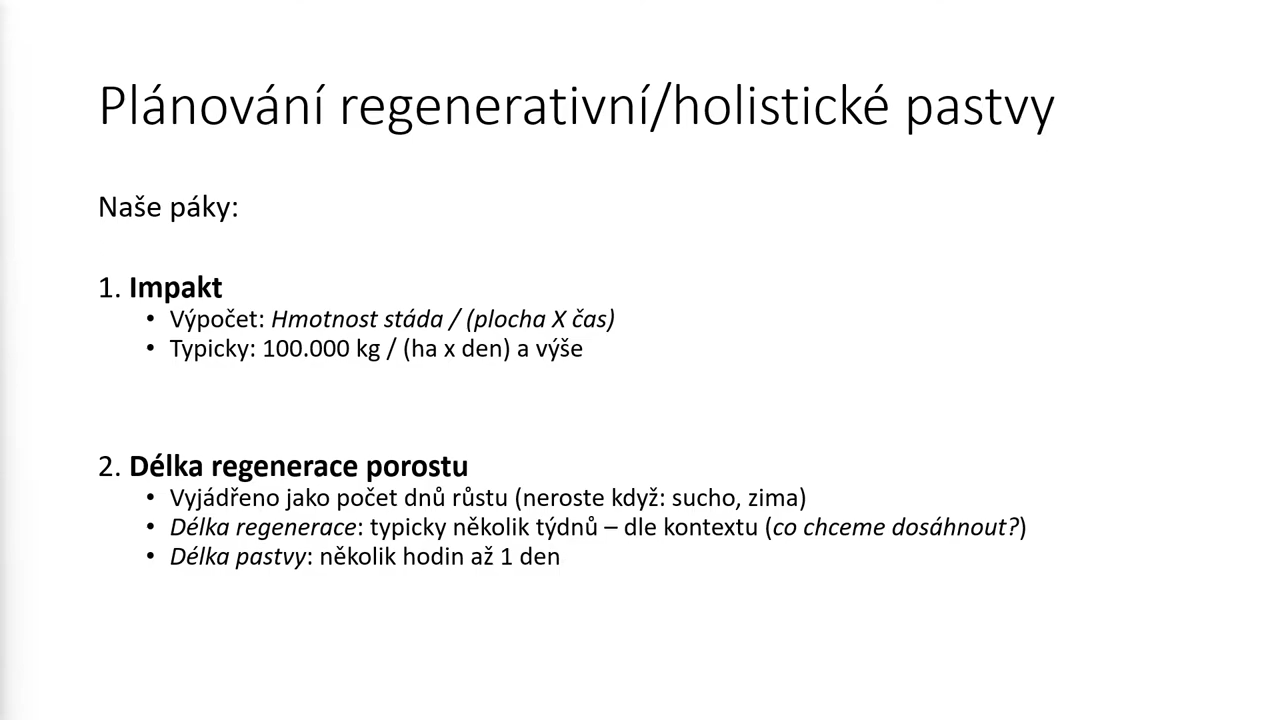 Plánování regenerativní/holistické pastvy
Naše páky:
1. Impakt
• Výpočet: Hmotnost stáda / (plocha X čas)
• Typicky: 100.000 kg / (ha x den) a výše
2. Délka regenerace porostu
• Vyjádřeno jako počet dnů růstu (neroste když: sucho, zima)
• Délka regenerace: typicky několik týdnů – dle kontextu (co chceme dosáhnout?)
• Délka pastvy: několik hodin až 1 den